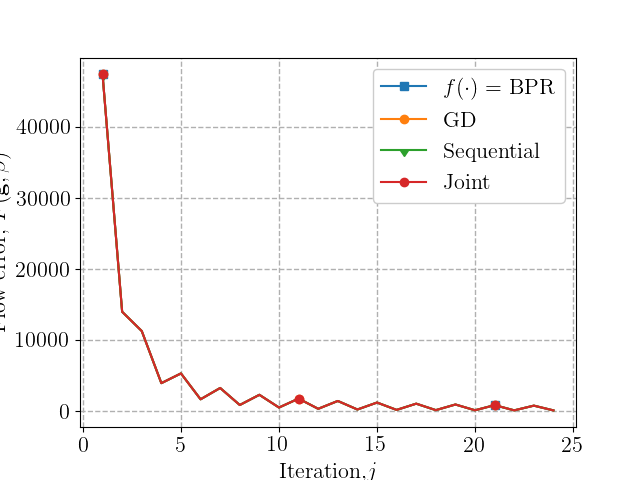 f(·) = BPR
GD
Sequential
Joint
40000
30000
20000
10000
0
0 5 10 15 20 25
Iteration, j